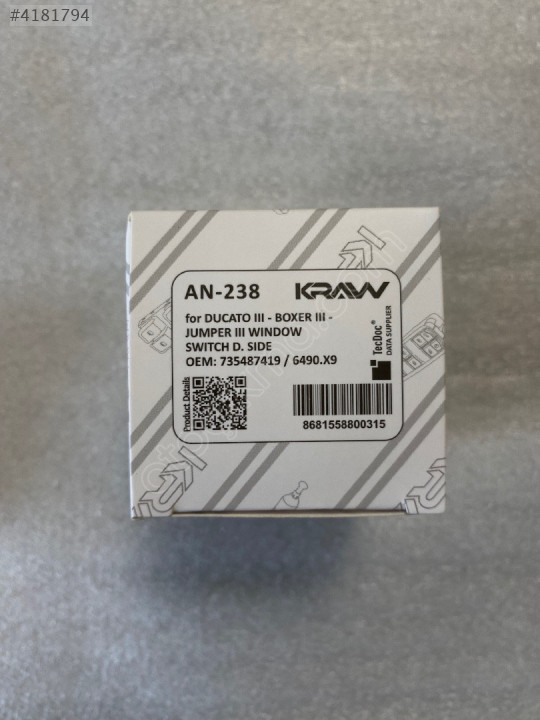 #4181794
AN-238 KRAW
for DUCATO III - BOXER III -
JUMPER III WINDOW
SWITCH D. SIDE
OEM: 735487419 / 6490.X9
TecDoc®
DATA SUPPLIER
Product Details
8681558800315